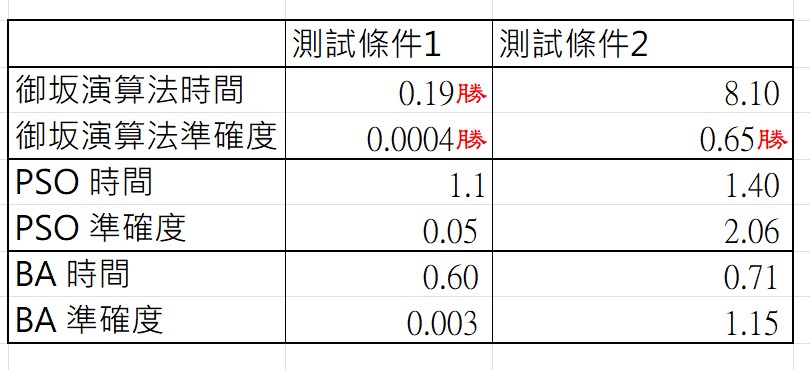 測試條件1 測試條件2
御坂演算法時間 0.19勝 8.10
御坂演算法準確度 0.0004勝 0.65勝
PSO 時間 1.1 1.40
PSO 準確度 0.05 2.06
BA 時間 0.60 0.71
BA 準確度 0.003 1.15